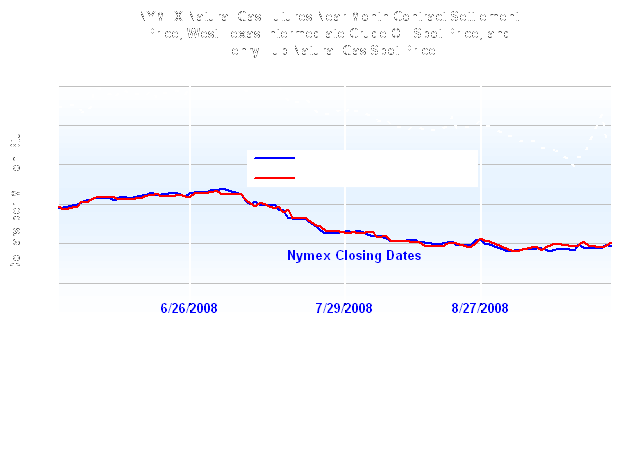 NYMEX Natural Gas Futures Near Month Contract Settlement
Price, West Texas Intermediate Crude Oil Spot Price, and
Henry Hub Natural Gas Spot Price
Nymex Closing Dates
6/26/2008 7/29/2008 8/27/2008